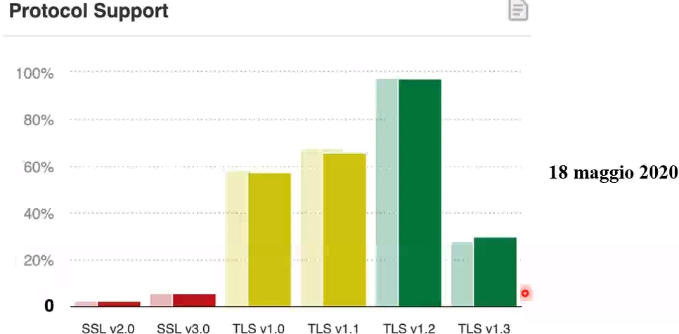 Protocol Support
100%
80%
60%
40%
20%
0
18 maggio 2020
SSL v2.0 SSL v3.0 TLS v1.0 TLS v1.1 TLS v1.2 TLS v1.3